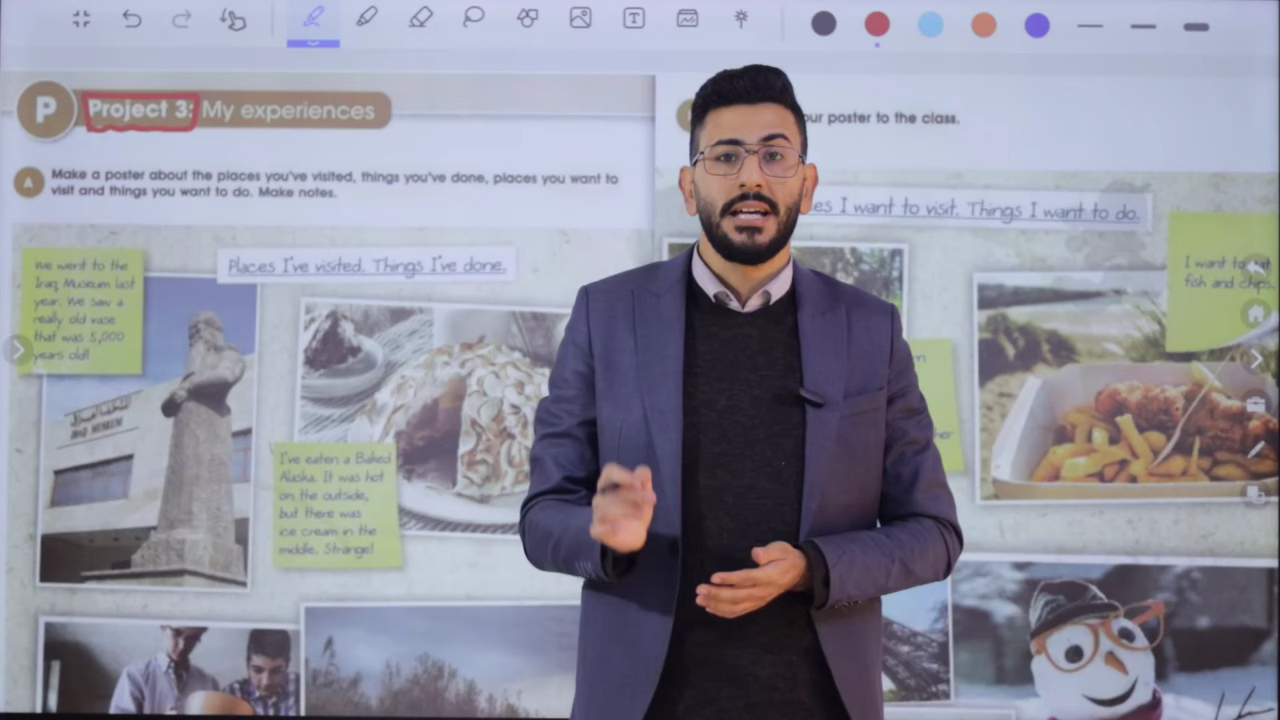 P
Project 3: My experiences
A
Make a poster about the places you've visited, things you've done, places you want to
visit and things you want to do. Make notes.
Places I've visited. Things I've done.
We went to the
Iraq Museum last
year. We saw a
really old vase
that was 5,000
years old!
IRAQ MUSEUM
I've eaten a Baked
Alaska. It was hot
on the outside,
but there was
ice cream in the
middle. Strange!
our poster to the class.
es I want to visit. Things I want to do.
I want to eat
fish and chips.